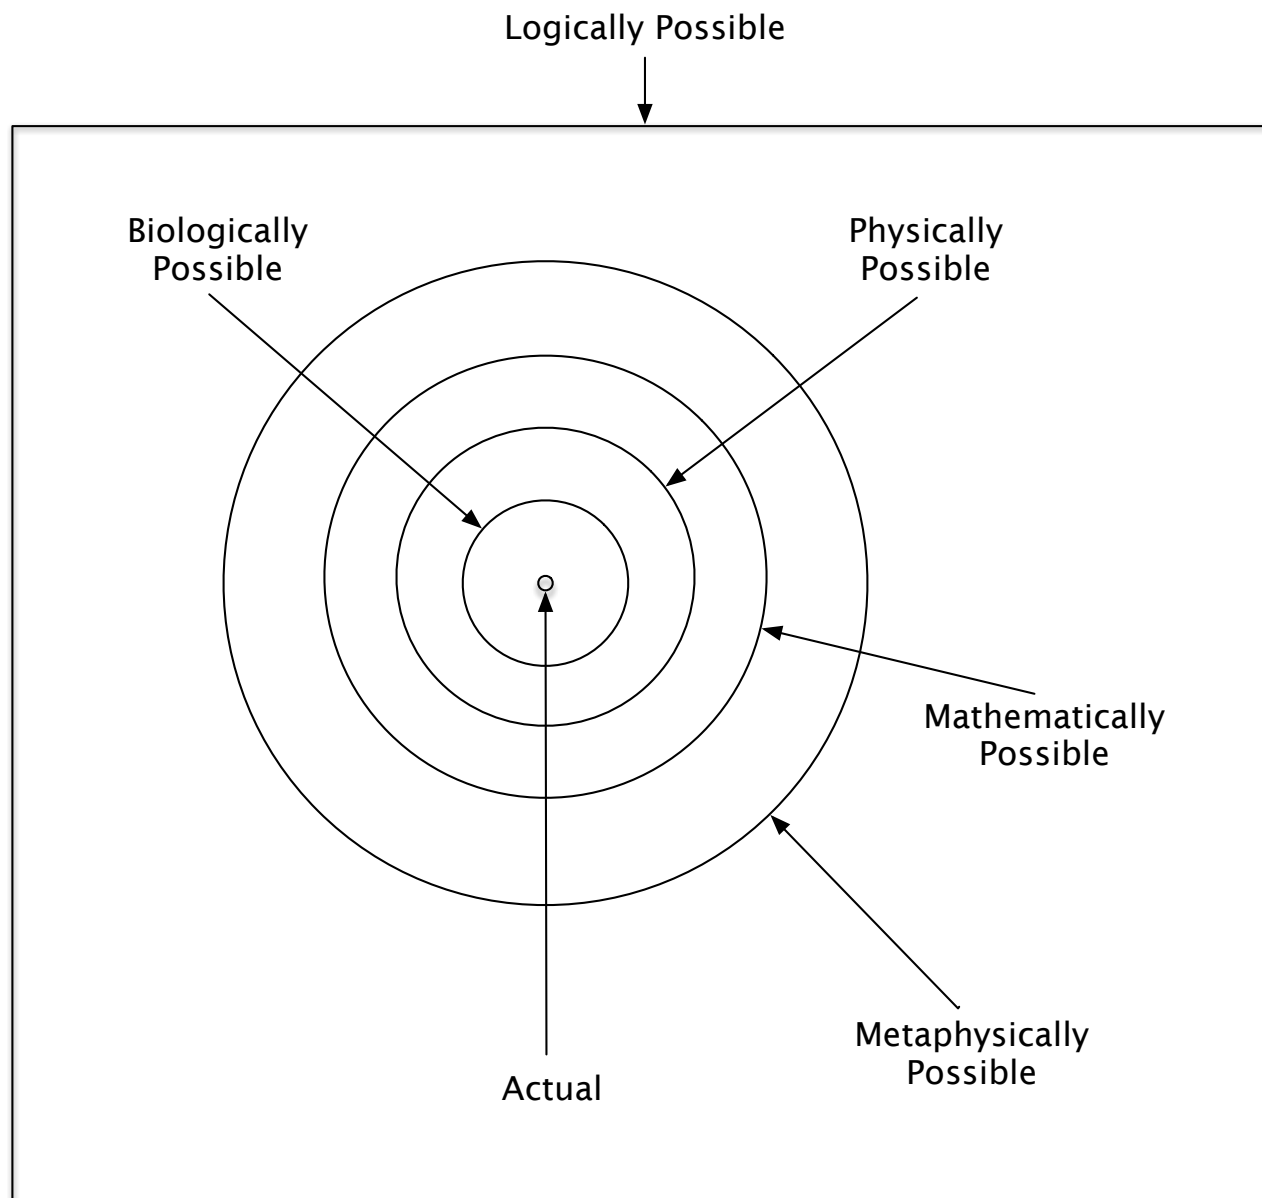 Logically Possible
Biologically
Possible
Physically
Possible
Mathematically
Possible
Metaphysically
Possible
Actual